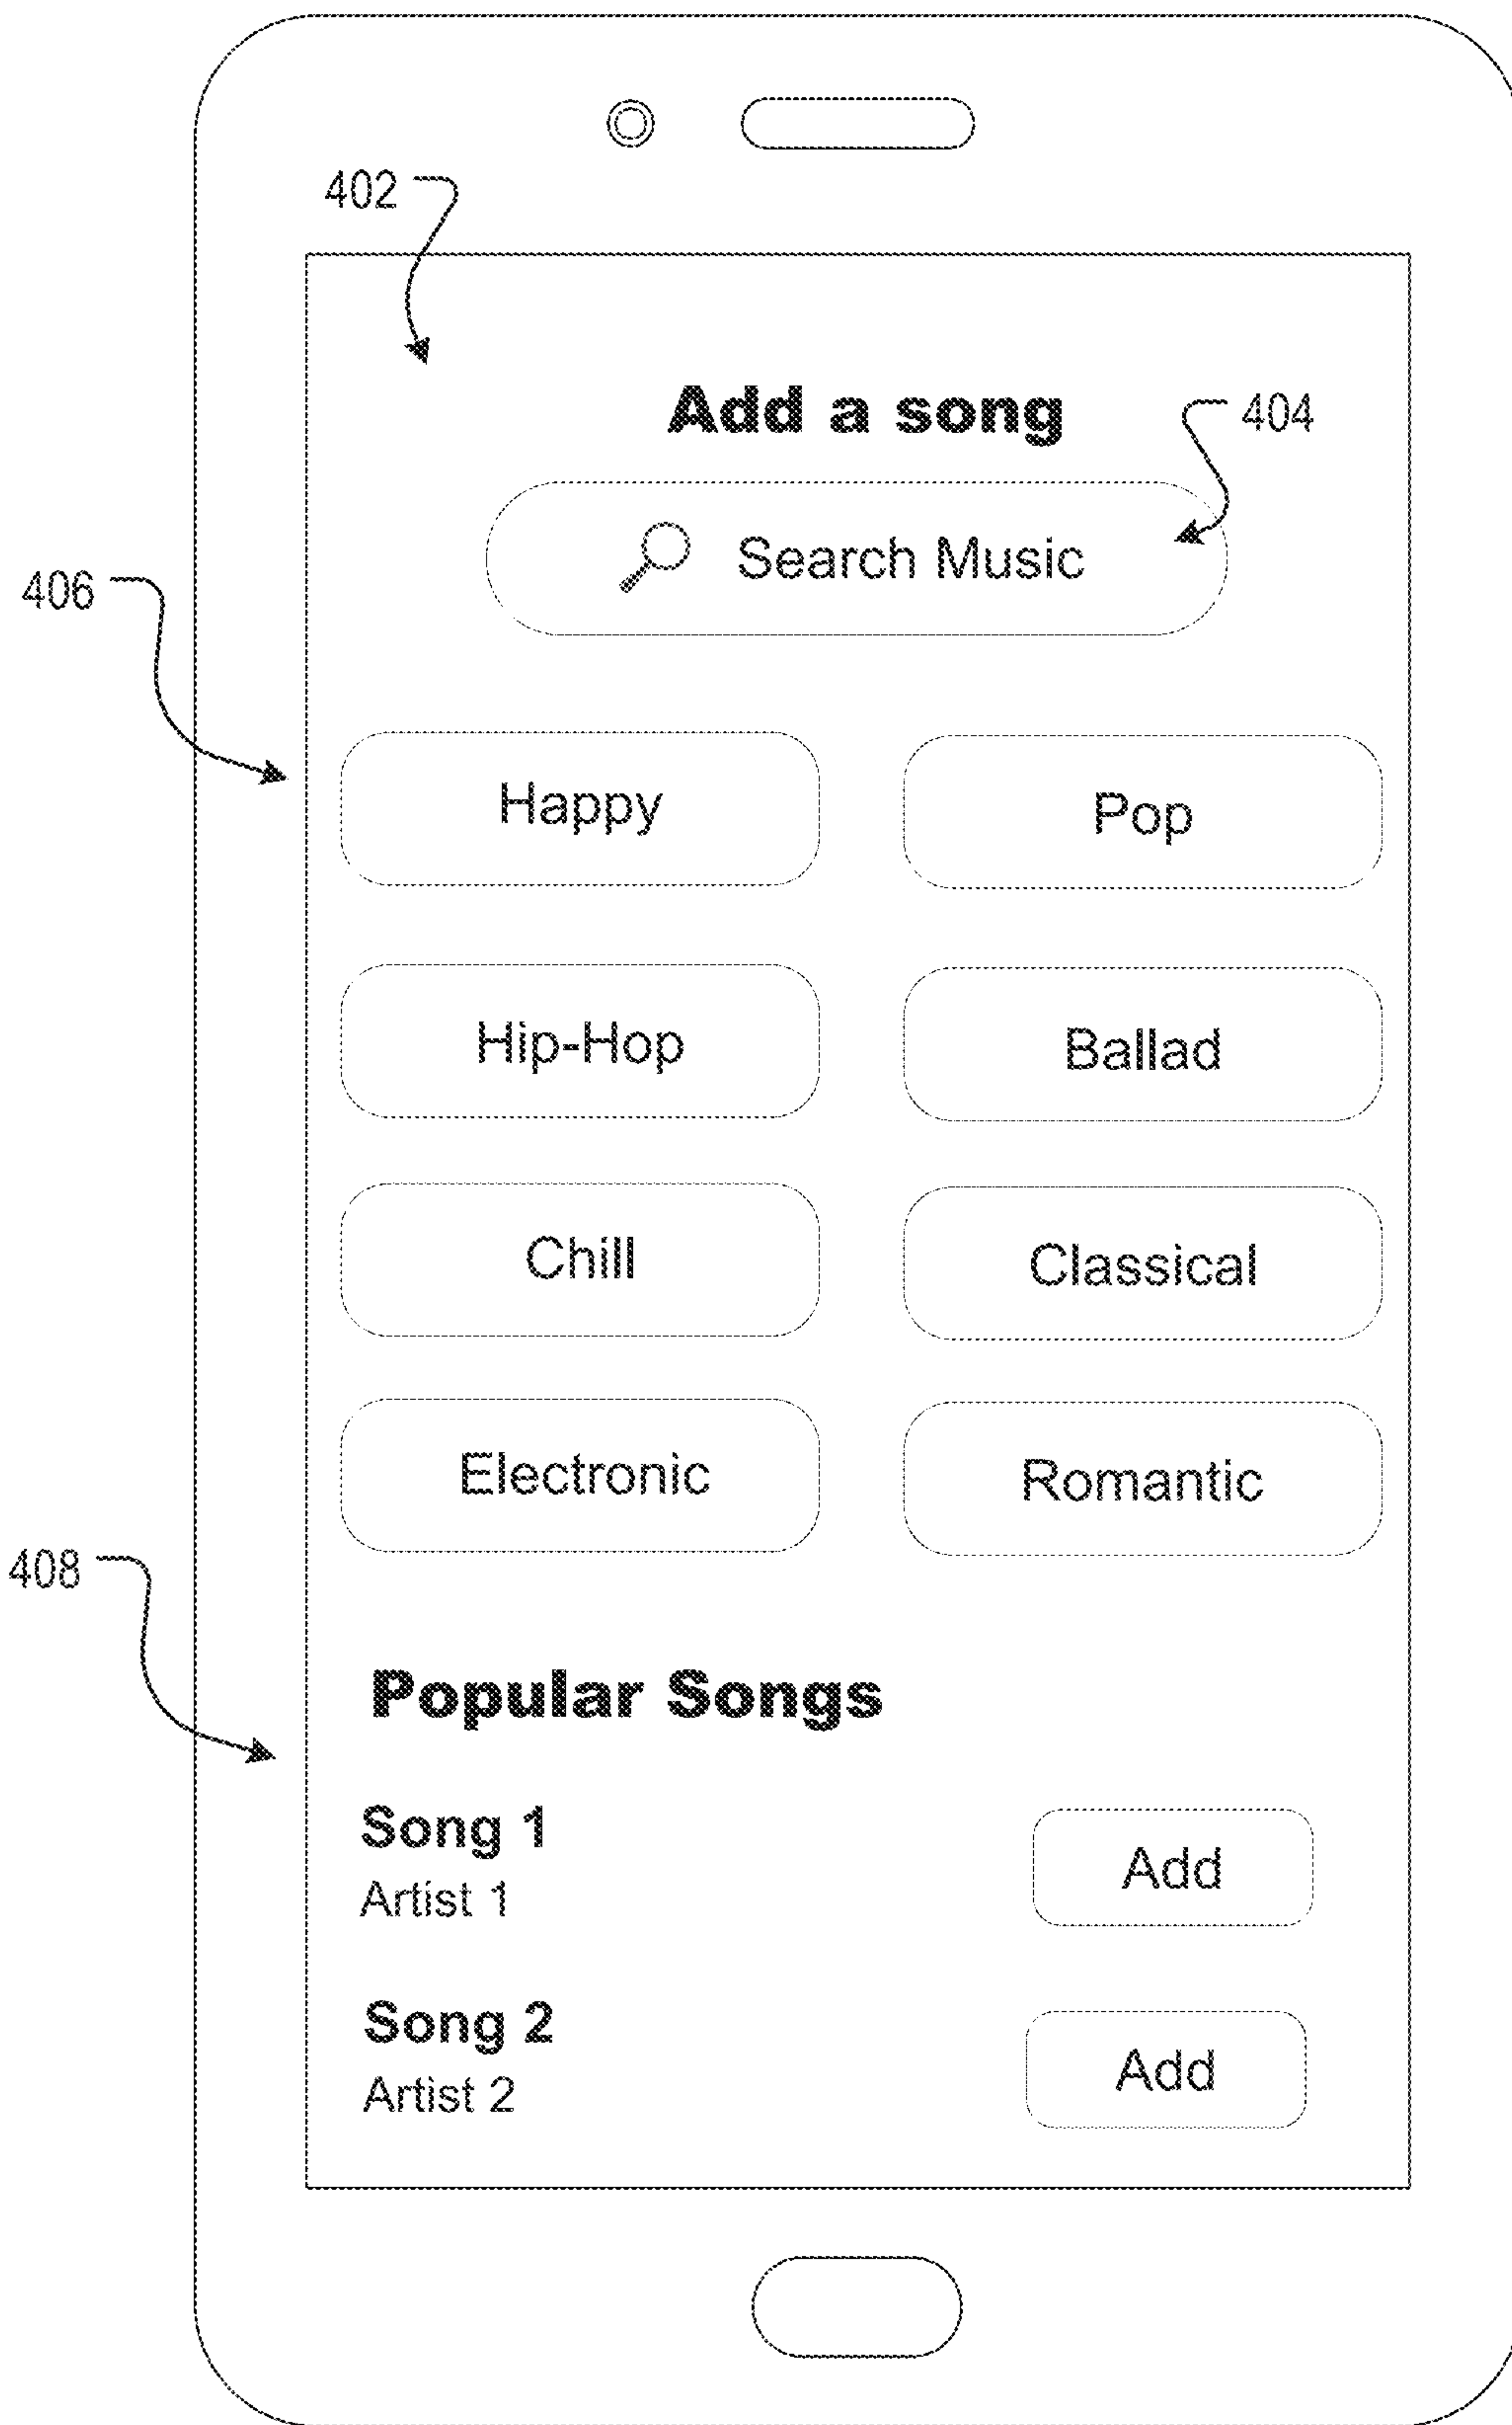 402
Add a song
404
Search Music
406
Happy
Pop
Hip-Hop
Ballad
Chill
Classical
Electronic
Romantic
408
Popular Songs
Song 1
Artist 1
Add
Song 2
Artist 2
Add